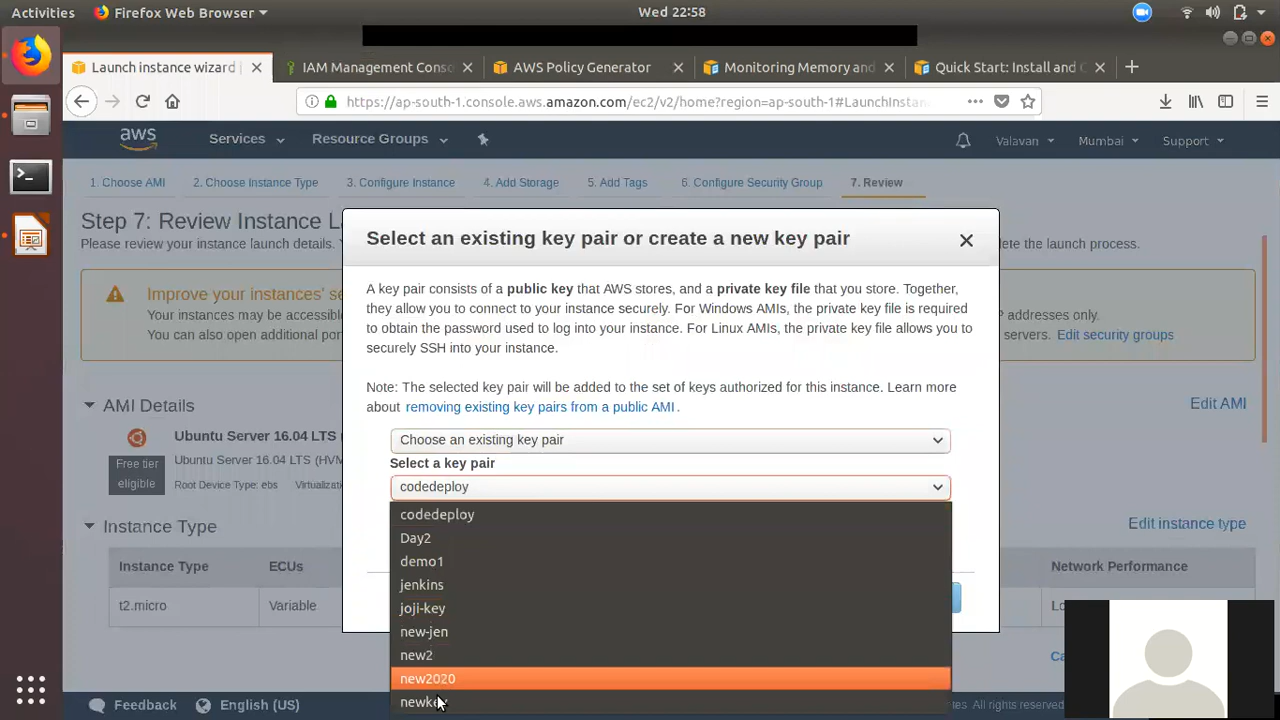 Activities
Firefox Web Browser
Wed 22:58
Launch instance wizard |
IAM Management Conso
AWS Policy Generator
Monitoring Memory and
Quick Start: Install and C
https://ap-south-1.console.aws.amazon.com/ec2/v2/home?region=ap-south-1#LaunchInstan
aws
Services
Resource Groups
Valavan
Mumbai
Support
1. Choose AMI
2. Choose Instance Type
3. Configure Instance
4. Add Storage
5. Add Tags
6. Configure Security Group
7. Review
Step 7: Review Instance L
Please review your instance launch details.
lete the launch process.
Select an existing key pair or create a new key pair
A key pair consists of a public key that AWS stores, and a private key file that you store. Together,
they allow you to connect to your instance securely. For Windows AMIs, the private key file is required
to obtain the password used to log into your instance. For Linux AMIs, the private key file allows you to
securely SSH into your instance.
Note: The selected key pair will be added to the set of keys authorized for this instance. Learn more
about removing existing key pairs from a public AMI .
Improve your instances' se
Your instances may be accessible
P addresses only.
You can also open additional por
servers. Edit security groups
AMI Details
Edit AMI
Ubuntu Server 16.04 LTS
Free tier
eligible
Ubuntu Server 16.04 LTS (HVM
Root Device Type: ebs
Choose an existing key pair
Select a key pair
codedeploy
codedeploy
Day2
demo1
jenkins
joji-key
new-jen
new2
new2020
Instance Type
Edit instance type
Instance Type
ECUs
Network Performance
t2.micro
Variable
Feedback
English (US)
rights reserved.